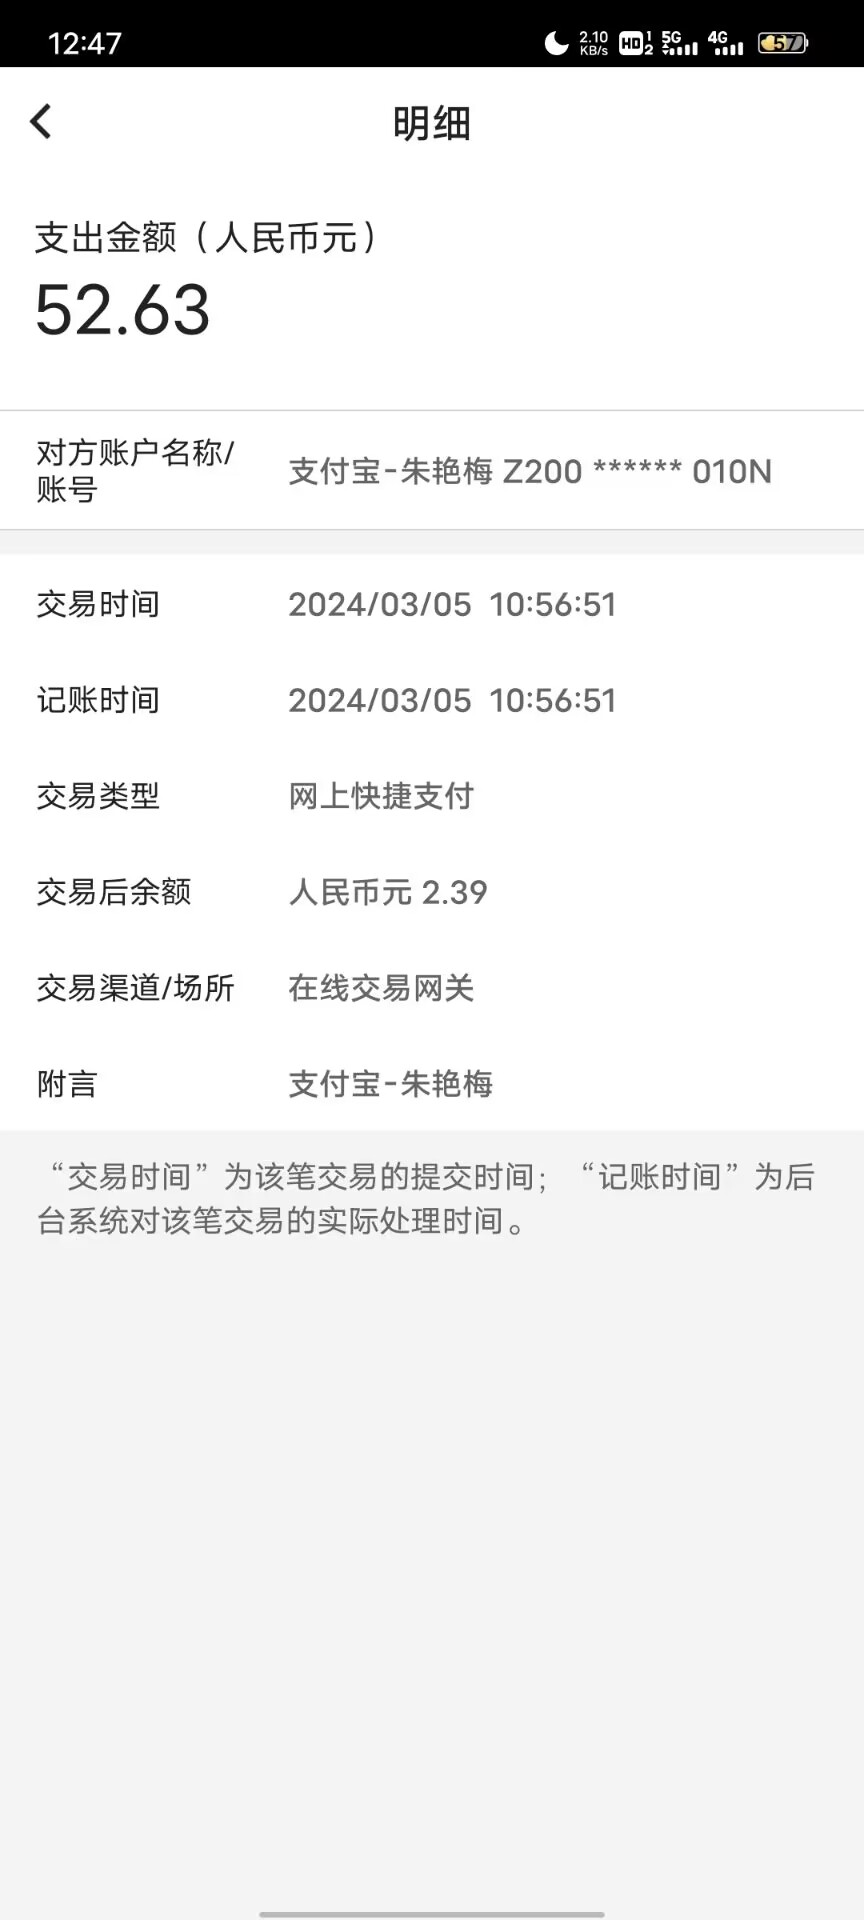 12:47
2.10 KB/s HD 1 2 5G 4G 57
明细
支出金额（人民币元）
52.63
对方账户名称/
账号
支付宝-朱艳梅 Z200 ****** 010N
交易时间 2024/03/05 10:56:51
记账时间 2024/03/05 10:56:51
交易类型 网上快捷支付
交易后余额 人民币元 2.39
交易渠道/场所 在线交易网关
附言 支付宝-朱艳梅
“交易时间”为该笔交易的提交时间；“记账时间”为后
台系统对该笔交易的实际处理时间。